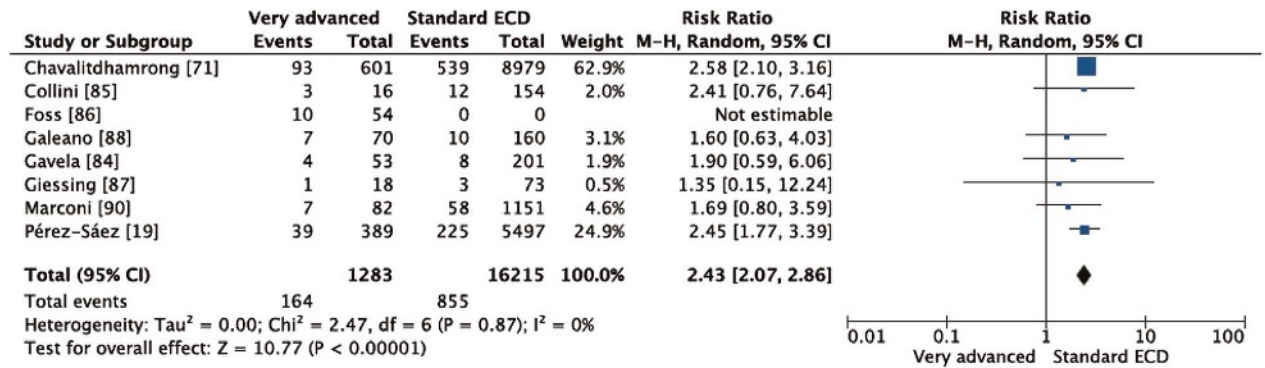 Very advanced Standard ECD Risk Ratio Risk Ratio
Study or Subgroup Events Total Events Total Weight M-H, Random, 95% CI M-H, Random, 95% CI
Chavalitdhamrong [71] 93 601 539 8979 62.9% 2.58 [2.10, 3.16]
Collini [85] 3 16 12 154 2.0% 2.41 [0.76, 7.64]
Foss [86] 10 54 0 0 Not estimable
Galeano [88] 7 70 10 160 3.1% 1.60 [0.63, 4.03]
Gavela [84] 4 53 8 201 1.9% 1.90 [0.59, 6.06]
Giessing [87] 1 18 3 73 0.5% 1.35 [0.15, 12.24]
Marconi [90] 7 82 58 1151 4.6% 1.69 [0.80, 3.59]
Pérez-Sáez [19] 39 389 225 5497 24.9% 2.45 [1.77, 3.39]
Total (95% CI) 1283 16215 100.0% 2.43 [2.07, 2.86]
Total events 164 855
Heterogeneity: Tau² = 0.00; Chi² = 2.47, df = 6 (P = 0.87); I² = 0%
Test for overall effect: Z = 10.77 (P < 0.00001)
0.01 0.1 1 10 100
Very advanced Standard ECD